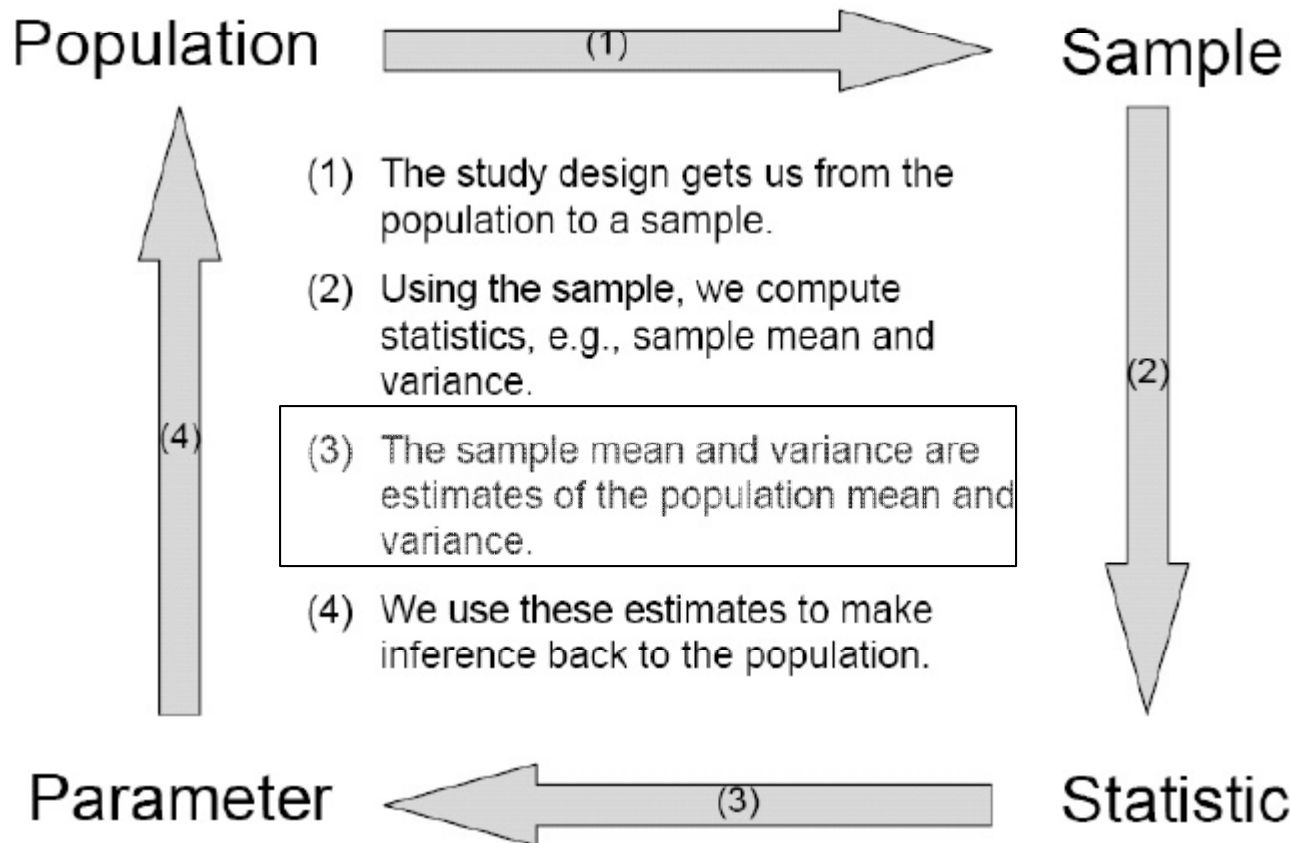 Population
(1)
Sample
(1) The study design gets us from the
population to a sample.
(2) Using the sample, we compute
statistics, e.g., sample mean and
variance.
(2)
(4)
(3) The sample mean and variance are
estimates of the population mean and
variance.
(4) We use these estimates to make
inference back to the population.
Parameter
(3)
Statistic